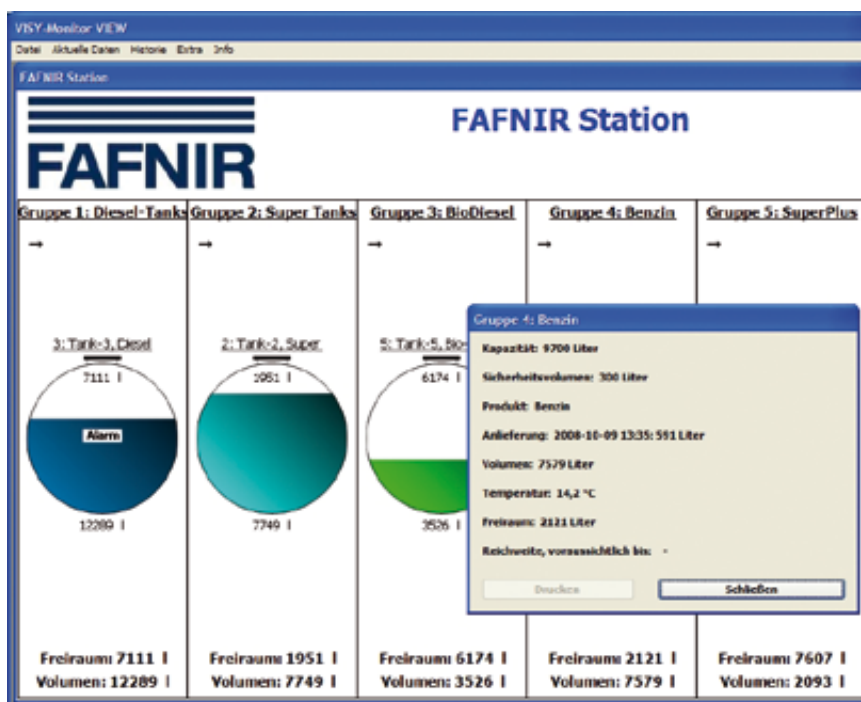 VISY-Monitor VIEW
Datei Aktuelle Daten Historie Extra Info
FAFNIR Station
FAFNIR
FAFNIR Station
Gruppe 1: Diesel-Tanks Gruppe 2: Super Tanks Gruppe 3: BioDiesel Gruppe 4: Benzin Gruppe 5: SuperPlus
→ → → → →
3: Tank-3, Diesel 2: Tank-2, Super 5: Tank-5, Bio-
7111 l 1951 l 6174 l
Alarm
12289 l 7749 l 3526 l
Gruppe 4: Benzin
Kapazität: 9700 Liter
Sicherheitsvolumen: 300 Liter
Produkt: Benzin
Anlieferung: 2008-10-09 13:35: 591 Liter
Volumen: 7579 Liter
Temperatur: 14,2 °C
Freiraum: 2121 Liter
Reichweite, voraussichtlich bis: -
Drucken Schließen
Freiraum: 7111 l Freiraum: 1951 l Freiraum: 6174 l Freiraum: 2121 l Freiraum: 7607 l
Volumen: 12289 l Volumen: 7749 l Volumen: 3526 l Volumen: 7579 l Volumen: 2093 l